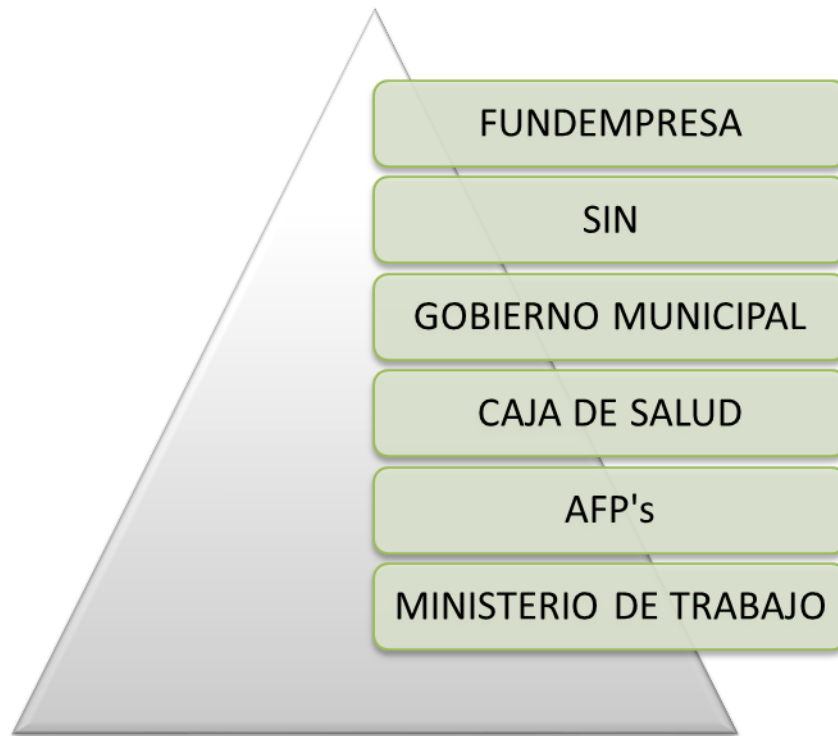 FUNDEMPRESA
SIN
GOBIERNO MUNICIPAL
CAJA DE SALUD
AFP's
MINISTERIO DE TRABAJO